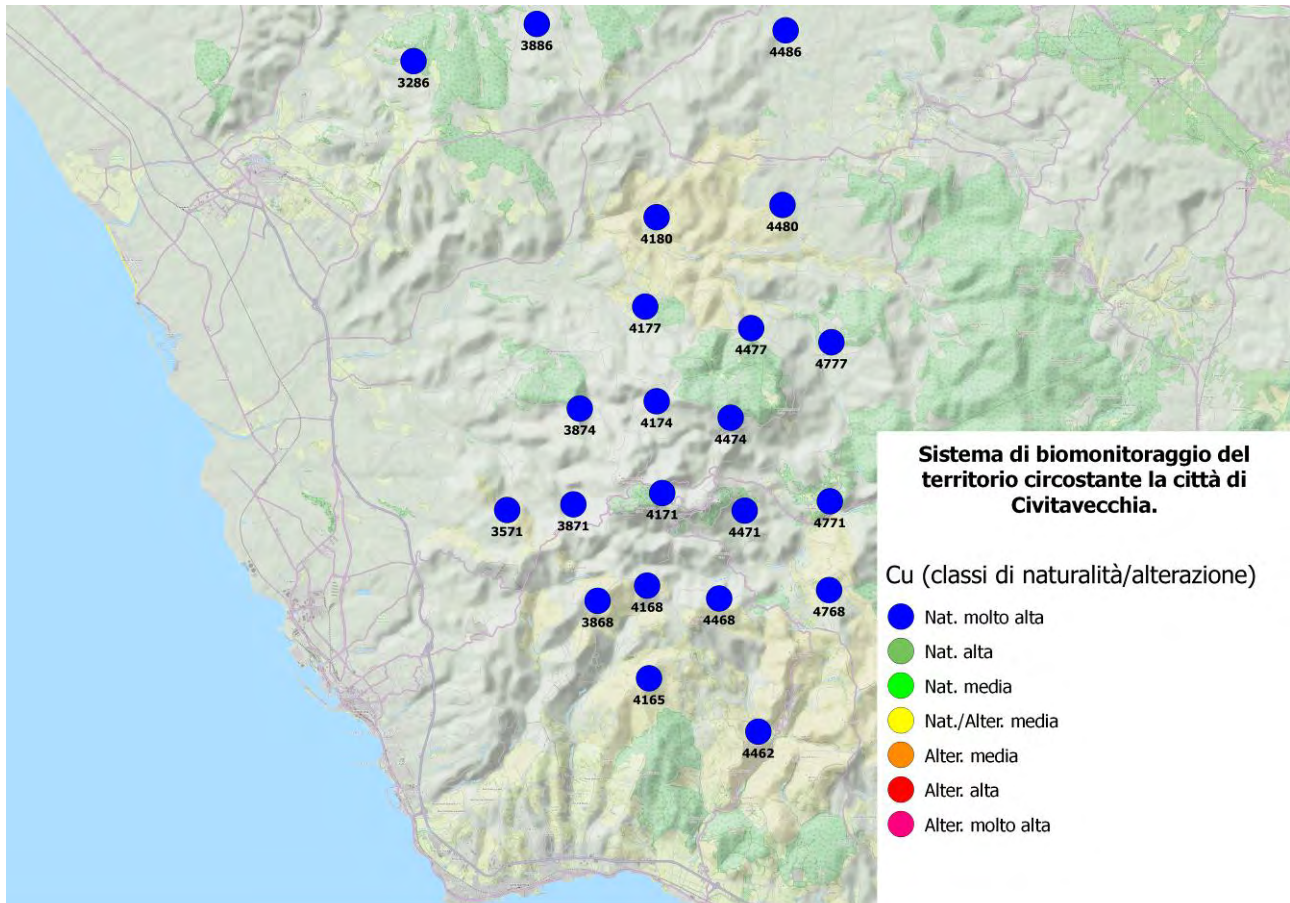 3886
4486
3286
4480
4180
4177
4477
4777
3874
4174
4474
4171
4771
3571
3871
4471
4168
4768
3868
4468
4165
4462
Sistema di biomonitoraggio del
territorio circostante la città di
Civitavecchia.
Cu (classi di naturalità/alterazione)
Nat. molto alta
Nat. alta
Nat. media
Nat./Alter. media
Alter. media
Alter. alta
Alter. molto alta